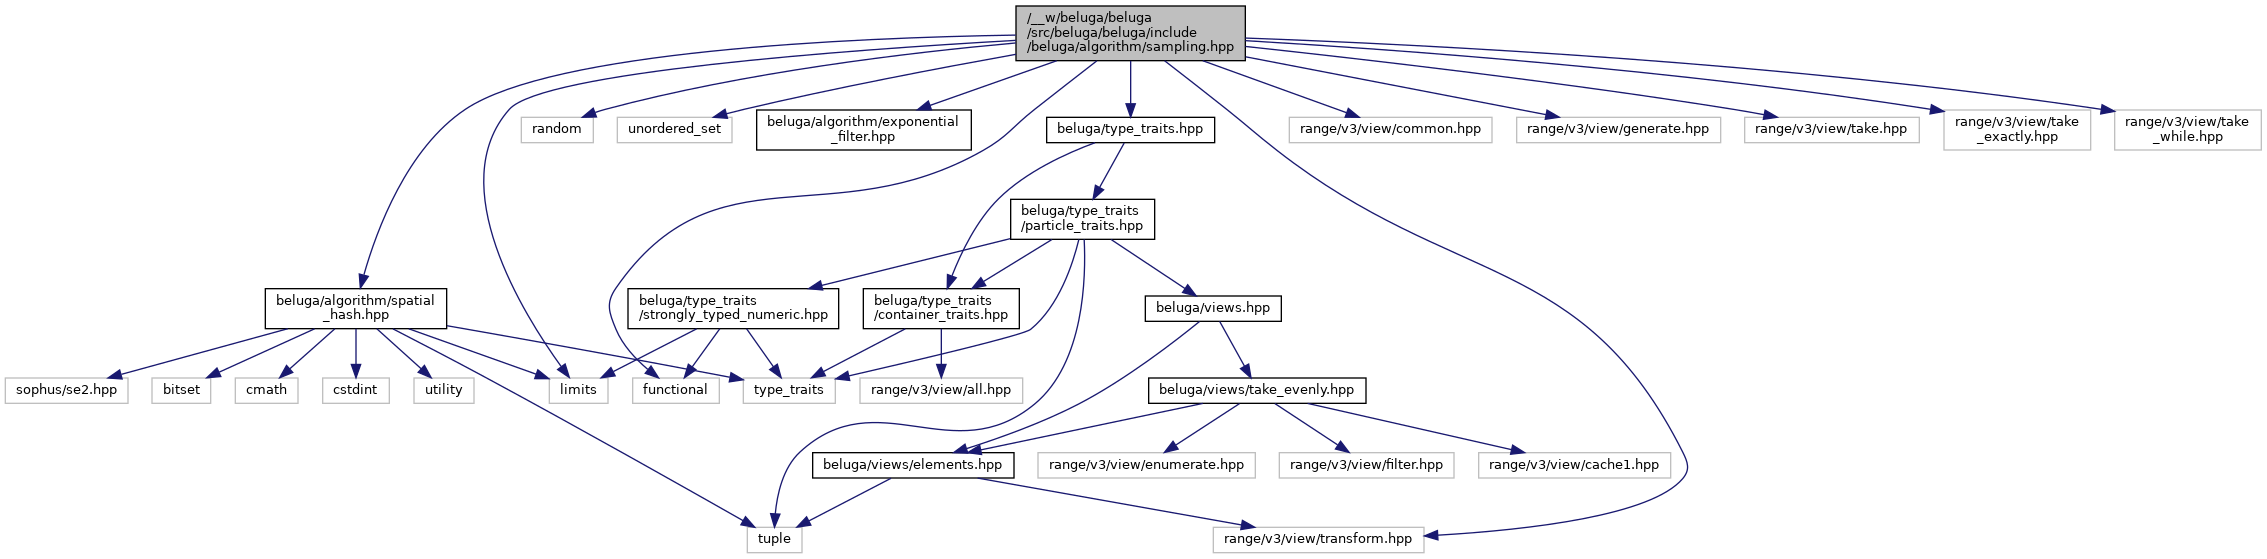 /__w/beluga/beluga
/src/beluga/beluga/include
/beluga/algorithm/sampling.hpp
random
unordered_set
beluga/algorithm/exponential
_filter.hpp
beluga/type_traits.hpp
range/v3/view/common.hpp
range/v3/view/generate.hpp
range/v3/view/take.hpp
range/v3/view/take
_exactly.hpp
range/v3/view/take
_while.hpp
beluga/type_traits
/particle_traits.hpp
beluga/algorithm/spatial
_hash.hpp
beluga/type_traits
/strongly_typed_numeric.hpp
beluga/type_traits
/container_traits.hpp
beluga/views.hpp
sophus/se2.hpp
bitset
cmath
cstdint
utility
limits
functional
type_traits
range/v3/view/all.hpp
beluga/views/take_evenly.hpp
beluga/views/elements.hpp
range/v3/view/enumerate.hpp
range/v3/view/filter.hpp
range/v3/view/cache1.hpp
tuple
range/v3/view/transform.hpp